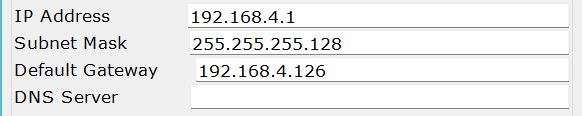 IP Address 192.168.4.1
Subnet Mask 255.255.255.128
Default Gateway 192.168.4.126
DNS Server